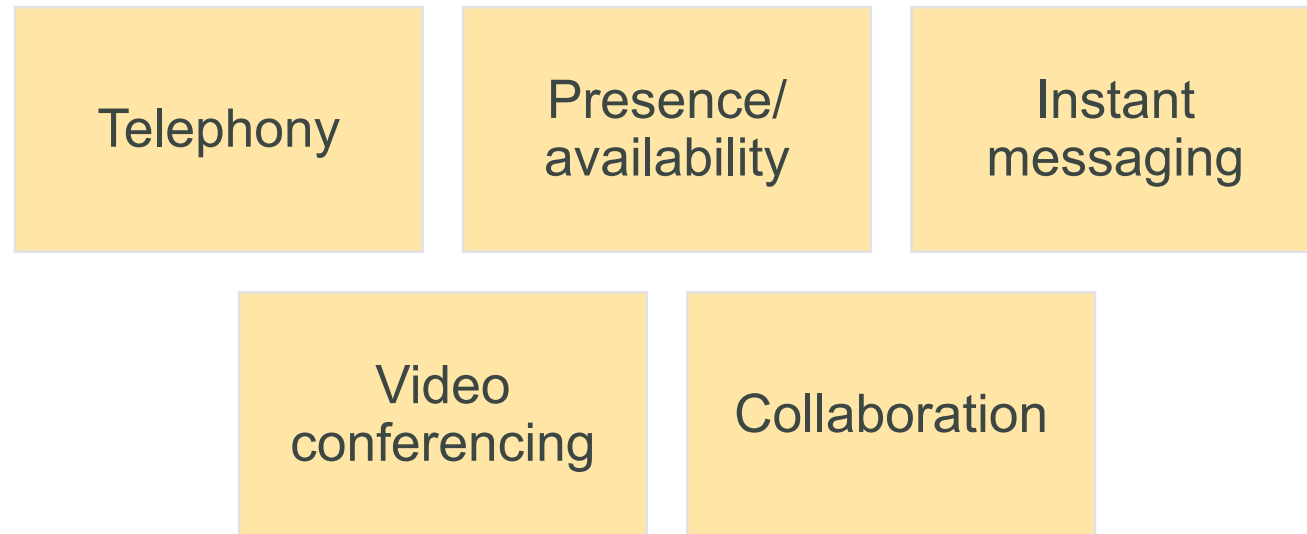 Telephony
Presence/
availability
Instant
messaging
Video
conferencing
Collaboration